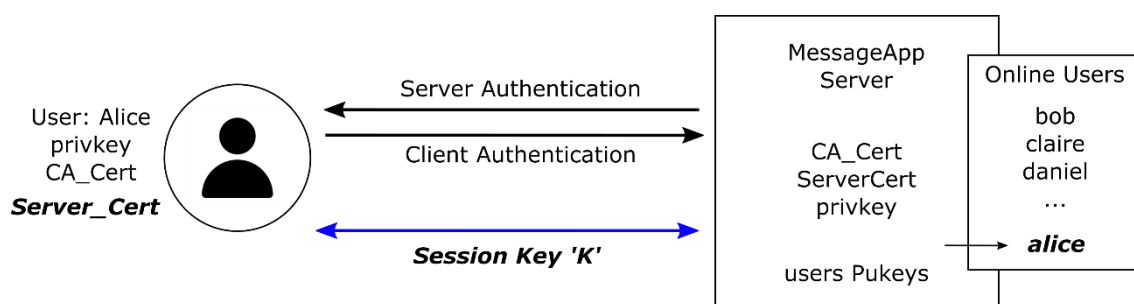 User: Alice
privkey
CA_Cert
Server_Cert
Server Authentication
Client Authentication
Session Key 'K'
MessageApp
Server
CA_Cert
ServerCert
privkey
users Pukeys
Online Users
bob
claire
daniel
...
alice